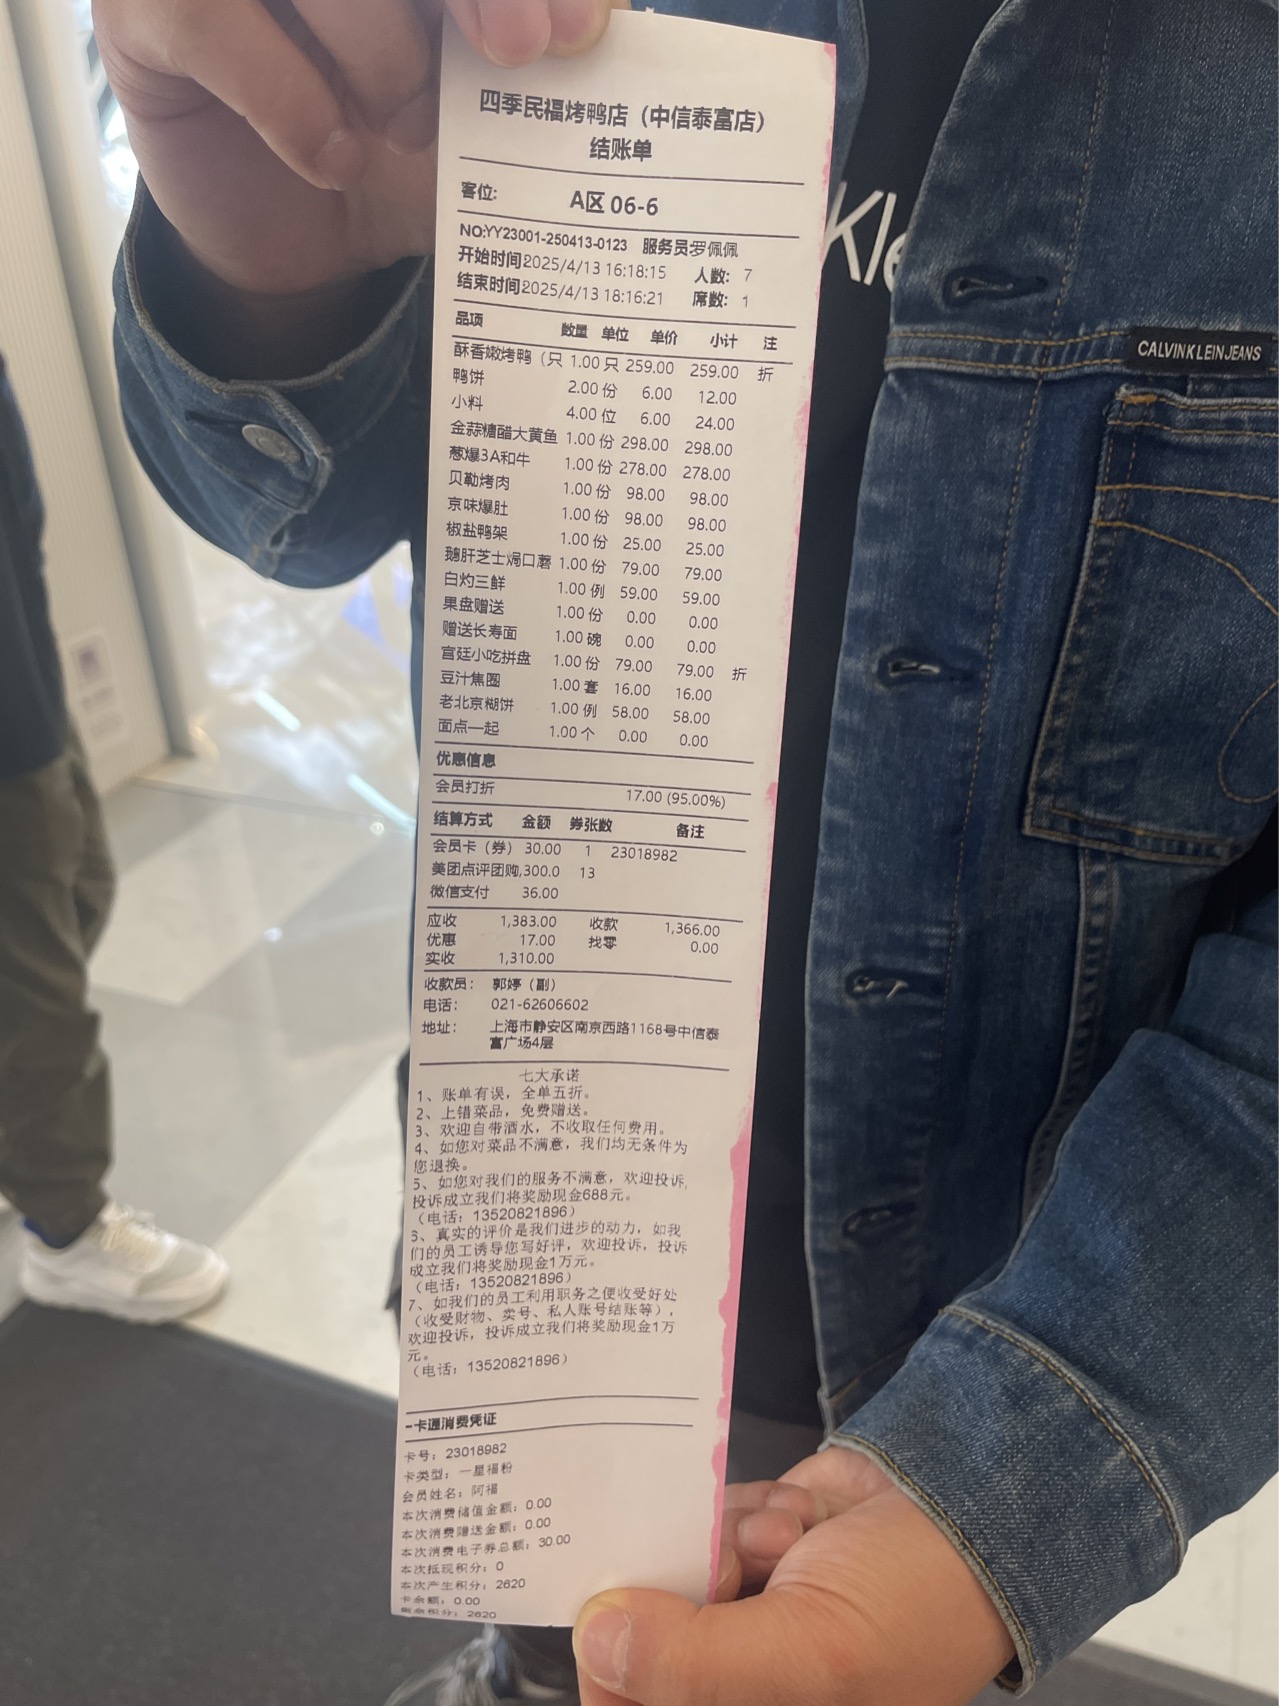 四季民福烤鸭店（中信泰富店）
结账单
客位: A区 06-6
NO:YY23001-250413-0123 服务员罗佩佩
开始时间2025/4/13 16:18:15 人数: 7
结束时间2025/4/13 18:16:21 席数: 1
品项 数量 单位 单价 小计 注
酥香嫩烤鸭（只 1.00 只 259.00 259.00 折
鸭饼 2.00 份 6.00 12.00
小料 4.00 位 6.00 24.00
金蒜糖醋大黄鱼 1.00 份 298.00 298.00
葱爆3A和牛 1.00 份 278.00 278.00
贝勒烤肉 1.00 份 98.00 98.00
京味爆肚 1.00 份 98.00 98.00
椒盐鸭架 1.00 份 25.00 25.00
鹅肝芝士焗口蘑 1.00 份 79.00 79.00
白灼三鲜 1.00 例 59.00 59.00
果盘赠送 1.00 份 0.00 0.00
赠送长寿面 1.00 碗 0.00 0.00
宫廷小吃拼盘 1.00 份 79.00 79.00 折
豆汁焦圈 1.00 套 16.00 16.00
老北京糊饼 1.00 例 58.00 58.00
面点一起 1.00 个 0.00 0.00
优惠信息
会员打折 17.00 (95.00%)
结算方式 金额 券张数 备注
会员卡（券） 30.00 1 23018982
美团点评团购,300.0 13
微信支付 36.00
应收 1,383.00 收款 1,366.00
优惠 17.00 找零 0.00
实收 1,310.00
收款员: 郭婷（副）
电话: 021-62606602
地址: 上海市静安区南京西路1168号中信泰
富广场4层
七大承诺
1、账单有误，全单五折。
2、上错菜品，免费赠送。
3、欢迎自带酒水，不收取任何费用。
4、如您对菜品不满意，我们均无条件为
您退换。
5、如您对我们的服务不满意，欢迎投诉,
投诉成立我们将奖励现金688元。
（电话：13520821896）
6、真实的评价是我们进步的动力，如我
们的员工诱导您写好评，欢迎投诉，投诉
成立我们将奖励现金1万元。
（电话：13520821896）
7、如我们的员工利用职务之便收受好处
（收受财物、卖号、私人账号结账等），
欢迎投诉，投诉成立我们将奖励现金1万
元。
（电话：13520821896）
一卡通消费凭证
卡号：23018982
卡类型：一星福粉
会员姓名：阿福
本次消费储值金额：0.00
本次消费赠送金额：0.00
本次消费电子券总额：30.00
本次抵现积分：0
本次产生积分：2620
卡余额：0.00
积分：2620
Kle
CALVIN KLEIN JEANS